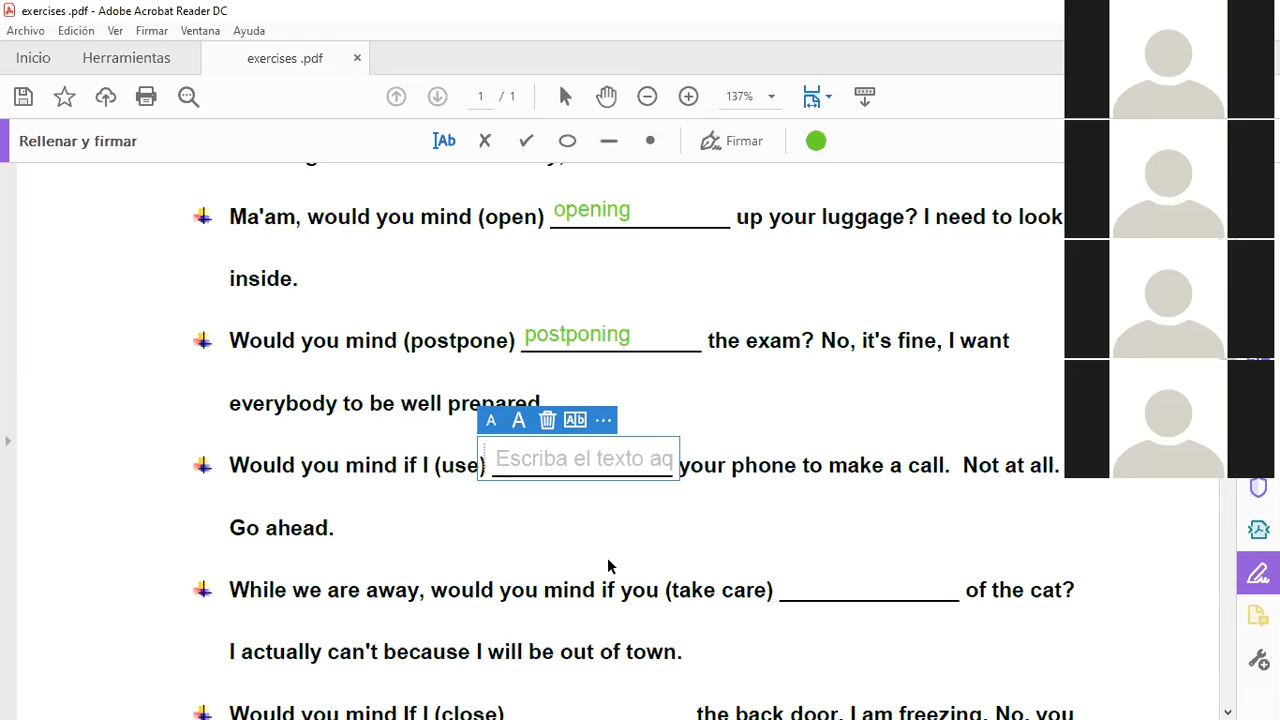 exercises .pdf - Adobe Acrobat Reader DC
Archivo Edición Ver Firmar Ventana Ayuda
Inicio Herramientas exercises .pdf ×
1 / 1 137%
Rellenar y firmar Ab Firmar
Ma'am, would you mind (open) opening up your luggage? I need to look
inside.
Would you mind (postpone) postponing the exam? No, it's fine, I want
everybody to be well prepared
A A Ab ...
Would you mind if I (use) Escriba el texto aq your phone to make a call. Not at all.
Go ahead.
While we are away, would you mind if you (take care) ______________ of the cat?
I actually can't because I will be out of town.
Would you mind If I (close) the back door. I am freezing. No, you